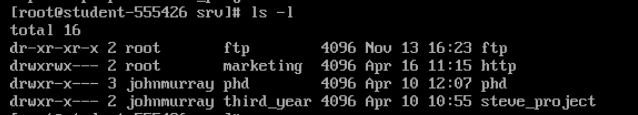 [root@student-555426 srv]# ls -l
total 16
dr-xr-xr-x 2 root       ftp        4096 Nov 13 16:23 ftp
drwxrwx--- 2 root       marketing  4096 Apr 16 11:15 http
drwxr-x--- 3 johnmurray phd        4096 Apr 10 12:07 phd
drwxr-x--- 2 johnmurray third_year 4096 Apr 10 10:55 steve_project